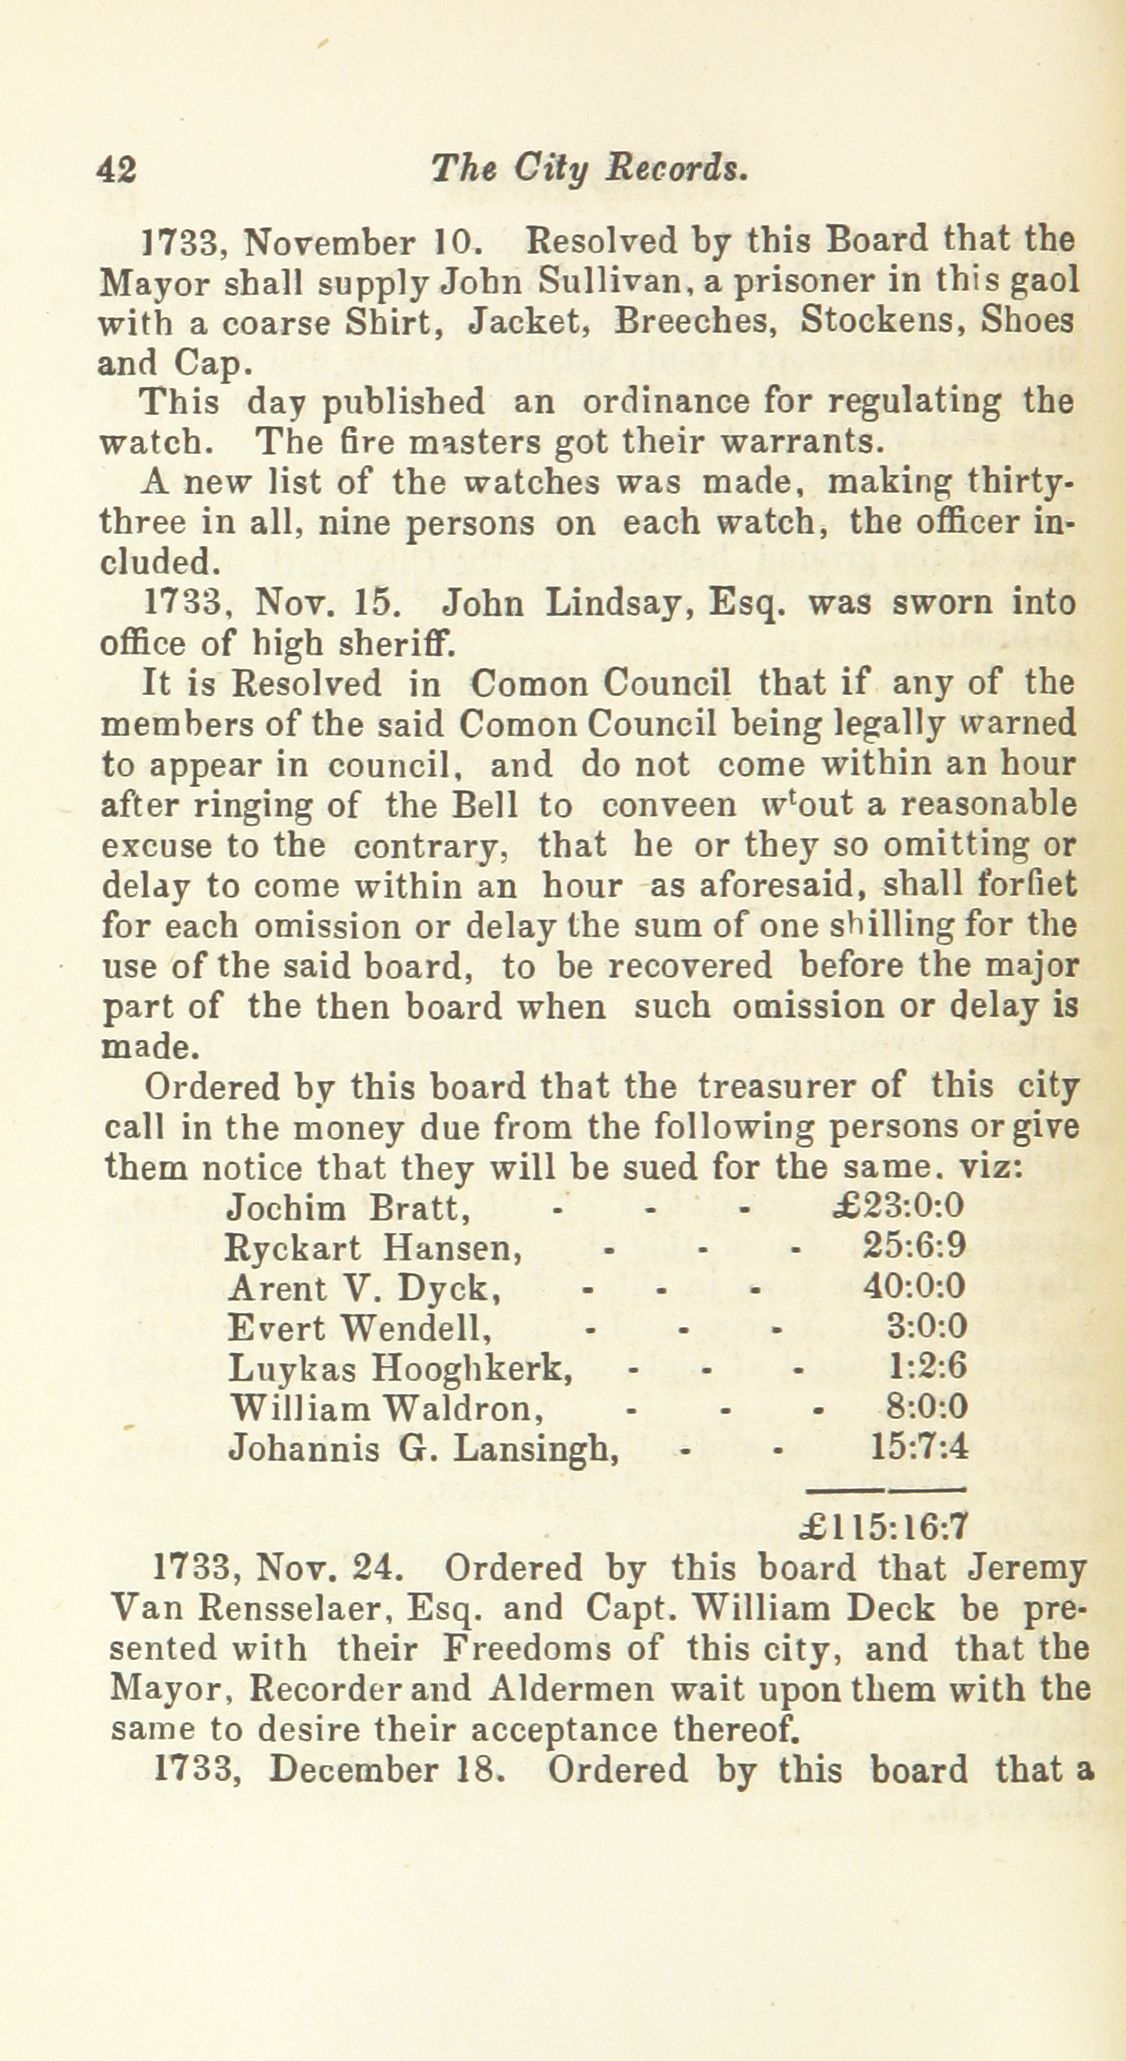 42 The City Records.
1733, November 10. Resolved by this Board that the
Mayor shall supply John Sullivan, a prisoner in this gaol
with a coarse Shirt, Jacket, Breeches, Stockens, Shoes
and Cap.
This day published an ordinance for regulating the
watch. The fire masters got their warrants.
A new list of the watches was made, making thirty-
three in all, nine persons on each watch, the officer in-
cluded.
1733, Nov. 15. John Lindsay, Esq. was sworn into
office of high sheriff.
It is Resolved in Comon Council that if any of the
members of the said Comon Council being legally warned
to appear in council, and do not come within an hour
after ringing of the Bell to conveen wᵗout a reasonable
excuse to the contrary, that he or they so omitting or
delay to come within an hour as aforesaid, shall forfiet
for each omission or delay the sum of one shilling for the
use of the said board, to be recovered before the major
part of the then board when such omission or delay is
made.
Ordered by this board that the treasurer of this city
call in the money due from the following persons or give
them notice that they will be sued for the same. viz:
Jochim Bratt, - - - £23:0:0
Ryckart Hansen, - - - 25:6:9
Arent V. Dyck, - - - 40:0:0
Evert Wendell, - - - 3:0:0
Luykas Hooghkerk, - - - 1:2:6
William Waldron, - - - 8:0:0
Johannis G. Lansingh, - - 15:7:4
£115:16:7
1733, Nov. 24. Ordered by this board that Jeremy
Van Rensselaer, Esq. and Capt. William Deck be pre-
sented with their Freedoms of this city, and that the
Mayor, Recorder and Aldermen wait upon them with the
same to desire their acceptance thereof.
1733, December 18. Ordered by this board that a